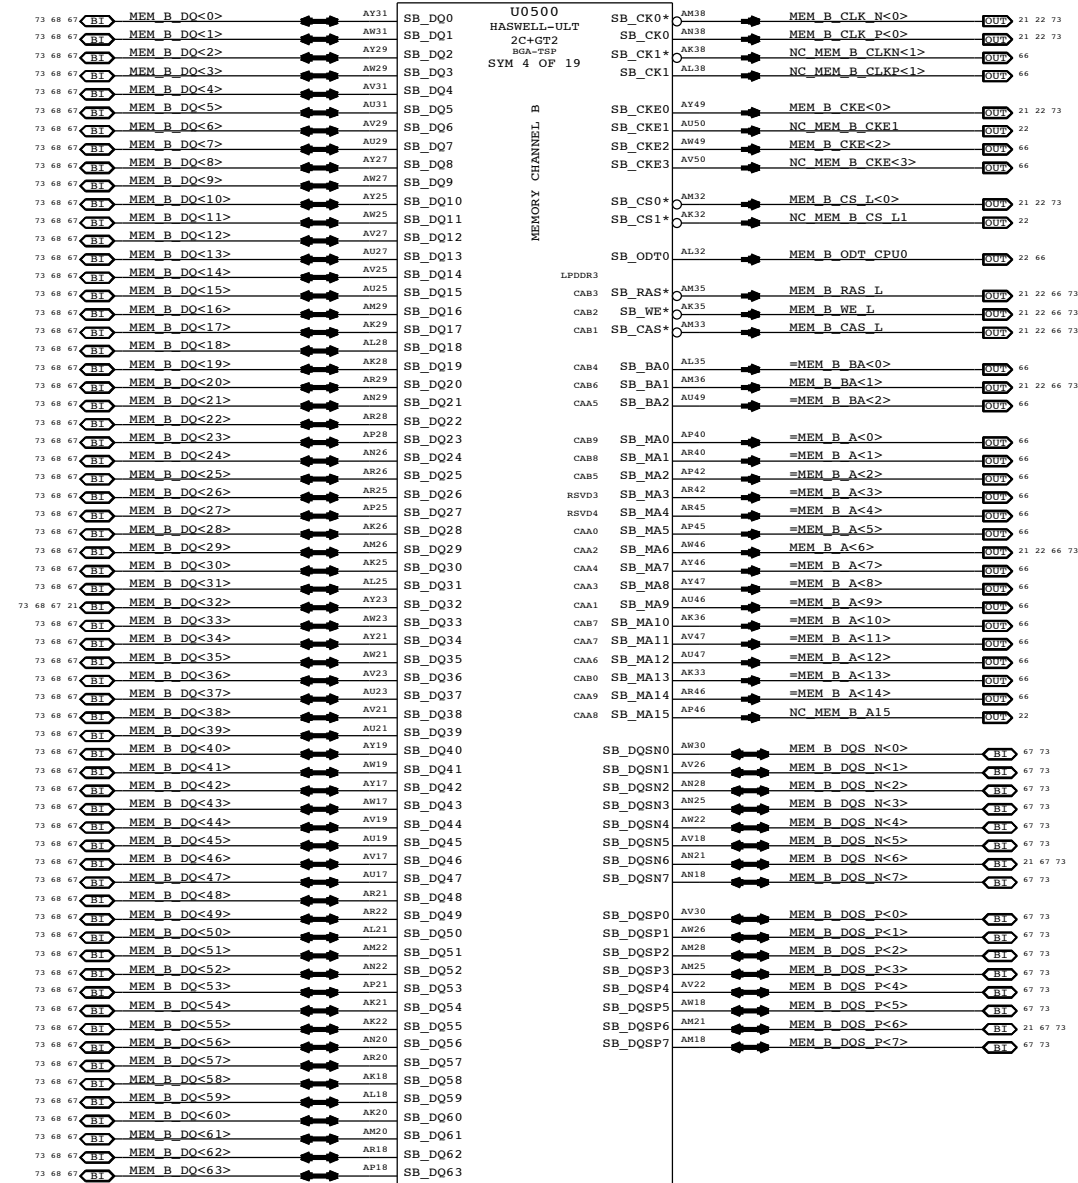 73 68 67 BI MEM_B_DQ<0> AY31 SB_DQ0
73 68 67 BI MEM_B_DQ<1> AW31 SB_DQ1
73 68 67 BI MEM_B_DQ<2> AY29 SB_DQ2
73 68 67 BI MEM_B_DQ<3> AW29 SB_DQ3
73 68 67 BI MEM_B_DQ<4> AV31 SB_DQ4
73 68 67 BI MEM_B_DQ<5> AU31 SB_DQ5
73 68 67 BI MEM_B_DQ<6> AV29 SB_DQ6
73 68 67 BI MEM_B_DQ<7> AU29 SB_DQ7
73 68 67 BI MEM_B_DQ<8> AY27 SB_DQ8
73 68 67 BI MEM_B_DQ<9> AW27 SB_DQ9
73 68 67 BI MEM_B_DQ<10> AY25 SB_DQ10
73 68 67 BI MEM_B_DQ<11> AW25 SB_DQ11
73 68 67 BI MEM_B_DQ<12> AV27 SB_DQ12
73 68 67 BI MEM_B_DQ<13> AU27 SB_DQ13
73 68 67 BI MEM_B_DQ<14> AV25 SB_DQ14
73 68 67 BI MEM_B_DQ<15> AU25 SB_DQ15
73 68 67 BI MEM_B_DQ<16> AM29 SB_DQ16
73 68 67 BI MEM_B_DQ<17> AK29 SB_DQ17
73 68 67 BI MEM_B_DQ<18> AL28 SB_DQ18
73 68 67 BI MEM_B_DQ<19> AK28 SB_DQ19
73 68 67 BI MEM_B_DQ<20> AR29 SB_DQ20
73 68 67 BI MEM_B_DQ<21> AN29 SB_DQ21
73 68 67 BI MEM_B_DQ<22> AR28 SB_DQ22
73 68 67 BI MEM_B_DQ<23> AP28 SB_DQ23
73 68 67 BI MEM_B_DQ<24> AN26 SB_DQ24
73 68 67 BI MEM_B_DQ<25> AR26 SB_DQ25
73 68 67 BI MEM_B_DQ<26> AR25 SB_DQ26
73 68 67 BI MEM_B_DQ<27> AP25 SB_DQ27
73 68 67 BI MEM_B_DQ<28> AK26 SB_DQ28
73 68 67 BI MEM_B_DQ<29> AM26 SB_DQ29
73 68 67 BI MEM_B_DQ<30> AK25 SB_DQ30
73 68 67 BI MEM_B_DQ<31> AL25 SB_DQ31
73 68 67 21 BI MEM_B_DQ<32> AY23 SB_DQ32
73 68 67 BI MEM_B_DQ<33> AW23 SB_DQ33
73 68 67 BI MEM_B_DQ<34> AY21 SB_DQ34
73 68 67 BI MEM_B_DQ<35> AW21 SB_DQ35
73 68 67 BI MEM_B_DQ<36> AV23 SB_DQ36
73 68 67 BI MEM_B_DQ<37> AU23 SB_DQ37
73 68 67 BI MEM_B_DQ<38> AV21 SB_DQ38
73 68 67 BI MEM_B_DQ<39> AU21 SB_DQ39
73 68 67 BI MEM_B_DQ<40> AY19 SB_DQ40
73 68 67 BI MEM_B_DQ<41> AW19 SB_DQ41
73 68 67 BI MEM_B_DQ<42> AY17 SB_DQ42
73 68 67 BI MEM_B_DQ<43> AW17 SB_DQ43
73 68 67 BI MEM_B_DQ<44> AV19 SB_DQ44
73 68 67 BI MEM_B_DQ<45> AU19 SB_DQ45
73 68 67 BI MEM_B_DQ<46> AV17 SB_DQ46
73 68 67 BI MEM_B_DQ<47> AU17 SB_DQ47
73 68 67 BI MEM_B_DQ<48> AR21 SB_DQ48
73 68 67 BI MEM_B_DQ<49> AR22 SB_DQ49
73 68 67 BI MEM_B_DQ<50> AL21 SB_DQ50
73 68 67 BI MEM_B_DQ<51> AM22 SB_DQ51
73 68 67 BI MEM_B_DQ<52> AN22 SB_DQ52
73 68 67 BI MEM_B_DQ<53> AP21 SB_DQ53
73 68 67 BI MEM_B_DQ<54> AK21 SB_DQ54
73 68 67 BI MEM_B_DQ<55> AK22 SB_DQ55
73 68 67 BI MEM_B_DQ<56> AN20 SB_DQ56
73 68 67 BI MEM_B_DQ<57> AR20 SB_DQ57
73 68 67 BI MEM_B_DQ<58> AK18 SB_DQ58
73 68 67 BI MEM_B_DQ<59> AL18 SB_DQ59
73 68 67 BI MEM_B_DQ<60> AK20 SB_DQ60
73 68 67 BI MEM_B_DQ<61> AM20 SB_DQ61
73 68 67 BI MEM_B_DQ<62> AR18 SB_DQ62
73 68 67 BI MEM_B_DQ<63> AP18 SB_DQ63
U0500
HASWELL-ULT
2C+GT2
BGA-TSP
SYM 4 OF 19
MEMORY CHANNEL B
SB_CK0* AM38 MEM_B_CLK_N<0> OUT 21 22 73
SB_CK0 AN38 MEM_B_CLK_P<0> OUT 21 22 73
SB_CK1* AK38 NC_MEM_B_CLKN<1> OUT 66
SB_CK1 AL38 NC_MEM_B_CLKP<1> OUT 66
SB_CKE0 AY49 MEM_B_CKE<0> OUT 21 22 73
SB_CKE1 AU50 NC_MEM_B_CKE1 OUT 22
SB_CKE2 AW49 MEM_B_CKE<2> OUT 66
SB_CKE3 AV50 NC_MEM_B_CKE<3> OUT 66
SB_CS0* AM32 MEM_B_CS_L<0> OUT 21 22 73
SB_CS1* AK32 NC_MEM_B_CS_L1 OUT 22
SB_ODT0 AL32 MEM_B_ODT_CPU0 OUT 22 66
LPDDR3
CAB3 SB_RAS* AM35 MEM_B_RAS_L OUT 21 22 66 73
CAB2 SB_WE* AK35 MEM_B_WE_L OUT 21 22 66 73
CAB1 SB_CAS* AM33 MEM_B_CAS_L OUT 21 22 66 73
CAB4 SB_BA0 AL35 =MEM_B_BA<0> OUT 66
CAB6 SB_BA1 AM36 MEM_B_BA<1> OUT 21 22 66 73
CAA5 SB_BA2 AU49 =MEM_B_BA<2> OUT 66
CAB9 SB_MA0 AP40 =MEM_B_A<0> OUT 66
CAB8 SB_MA1 AR40 =MEM_B_A<1> OUT 66
CAB5 SB_MA2 AP42 =MEM_B_A<2> OUT 66
RSVD3 SB_MA3 AR42 =MEM_B_A<3> OUT 66
RSVD4 SB_MA4 AR45 =MEM_B_A<4> OUT 66
CAA0 SB_MA5 AP45 =MEM_B_A<5> OUT 66
CAA2 SB_MA6 AW46 MEM_B_A<6> OUT 21 22 66 73
CAA4 SB_MA7 AY46 =MEM_B_A<7> OUT 66
CAA3 SB_MA8 AY47 =MEM_B_A<8> OUT 66
CAA1 SB_MA9 AU46 =MEM_B_A<9> OUT 66
CAB7 SB_MA10 AK36 =MEM_B_A<10> OUT 66
CAA7 SB_MA11 AV47 =MEM_B_A<11> OUT 66
CAA6 SB_MA12 AU47 =MEM_B_A<12> OUT 66
CAB0 SB_MA13 AK33 =MEM_B_A<13> OUT 66
CAA9 SB_MA14 AR46 =MEM_B_A<14> OUT 66
CAA8 SB_MA15 AP46 NC_MEM_B_A15 OUT 22
SB_DQSN0 AW30 MEM_B_DQS_N<0> BI 67 73
SB_DQSN1 AV26 MEM_B_DQS_N<1> BI 67 73
SB_DQSN2 AN28 MEM_B_DQS_N<2> BI 67 73
SB_DQSN3 AN25 MEM_B_DQS_N<3> BI 67 73
SB_DQSN4 AW22 MEM_B_DQS_N<4> BI 67 73
SB_DQSN5 AV18 MEM_B_DQS_N<5> BI 67 73
SB_DQSN6 AN21 MEM_B_DQS_N<6> BI 21 67 73
SB_DQSN7 AN18 MEM_B_DQS_N<7> BI 67 73
SB_DQSP0 AV30 MEM_B_DQS_P<0> BI 67 73
SB_DQSP1 AW26 MEM_B_DQS_P<1> BI 67 73
SB_DQSP2 AM28 MEM_B_DQS_P<2> BI 67 73
SB_DQSP3 AM25 MEM_B_DQS_P<3> BI 67 73
SB_DQSP4 AV22 MEM_B_DQS_P<4> BI 67 73
SB_DQSP5 AW18 MEM_B_DQS_P<5> BI 67 73
SB_DQSP6 AM21 MEM_B_DQS_P<6> BI 21 67 73
SB_DQSP7 AM18 MEM_B_DQS_P<7> BI 67 73